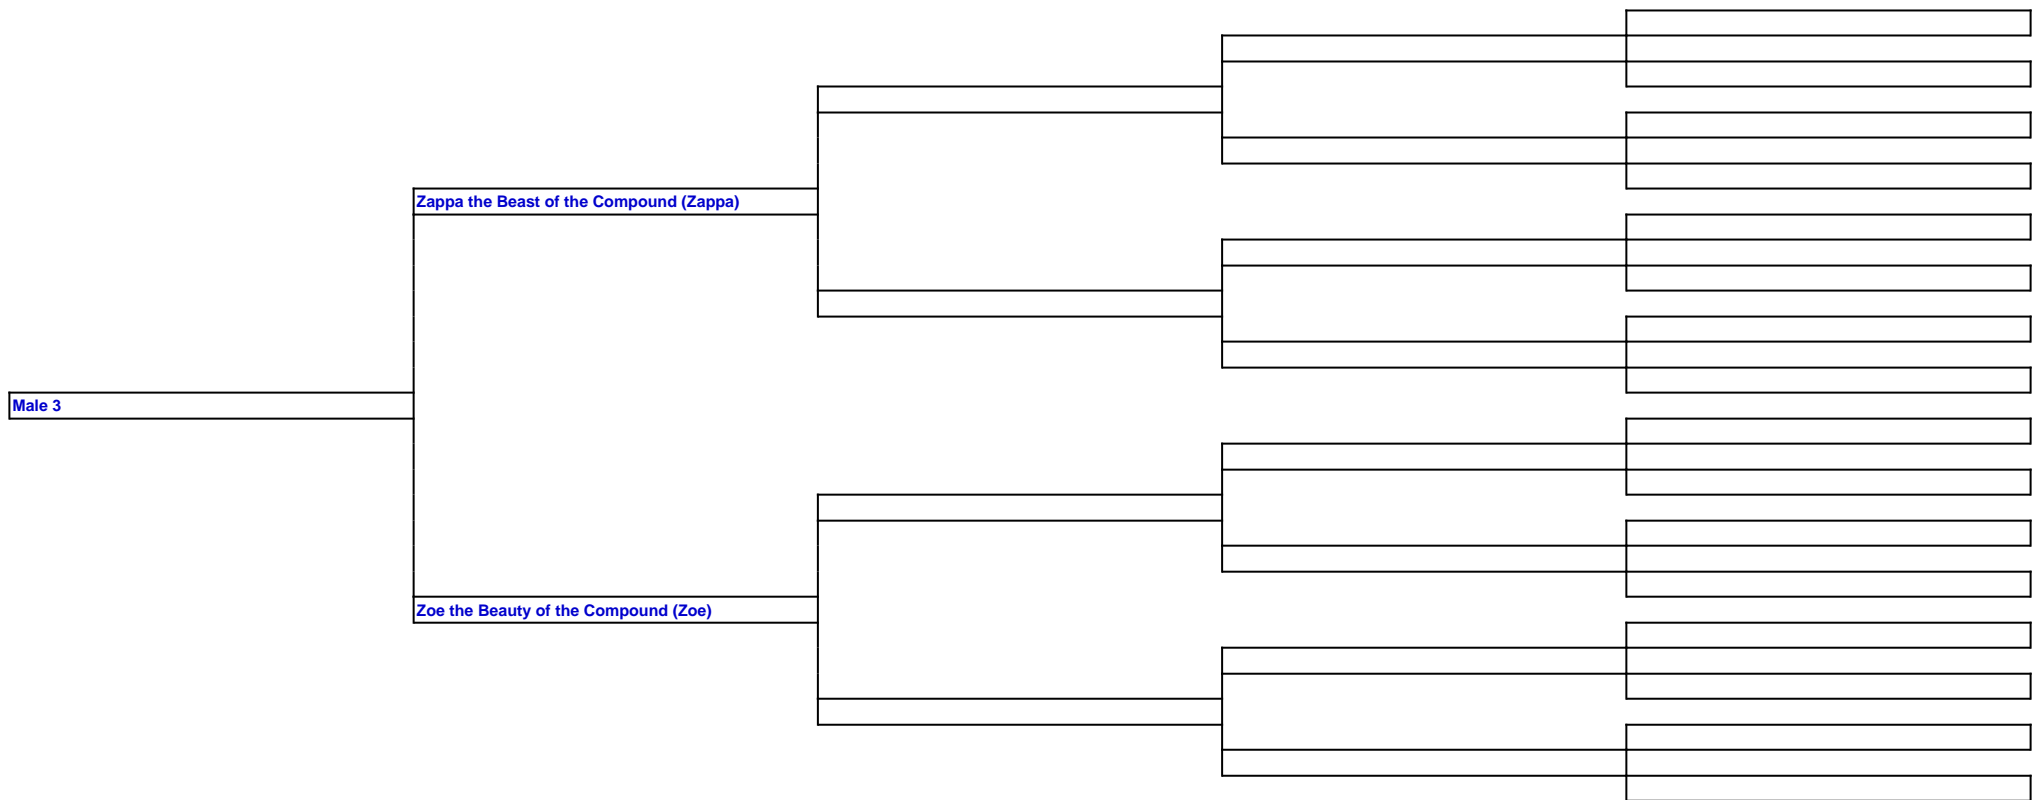 Zappa the Beast of the Compound (Zappa)
Male 3
Zoe the Beauty of the Compound (Zoe)